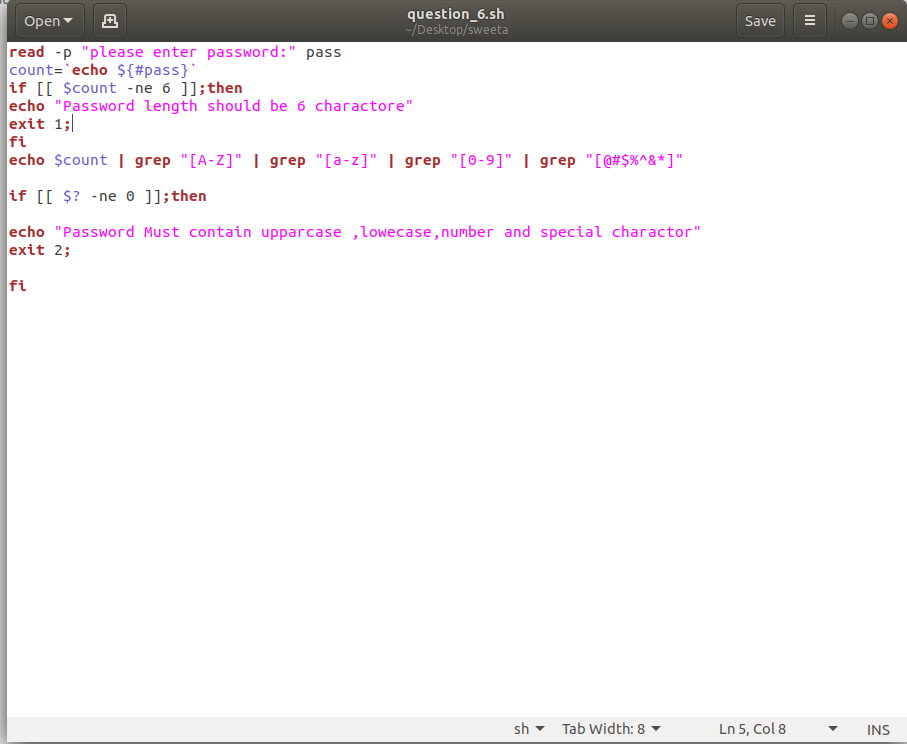 Open
question_6.sh
~/Desktop/sweeta
Save
read -p "please enter password:" pass
count=`echo ${#pass}`
if [[ $count -ne 6 ]];then
echo "Password length should be 6 charactore"
exit 1;
fi
echo $count | grep "[A-Z]" | grep "[a-z]" | grep "[0-9]" | grep "[@#$%^&*]"
if [[ $? -ne 0 ]];then
echo "Password Must contain upparcase ,lowecase,number and special charactor"
exit 2;
fi
sh Tab Width: 8 Ln 5, Col 8 INS